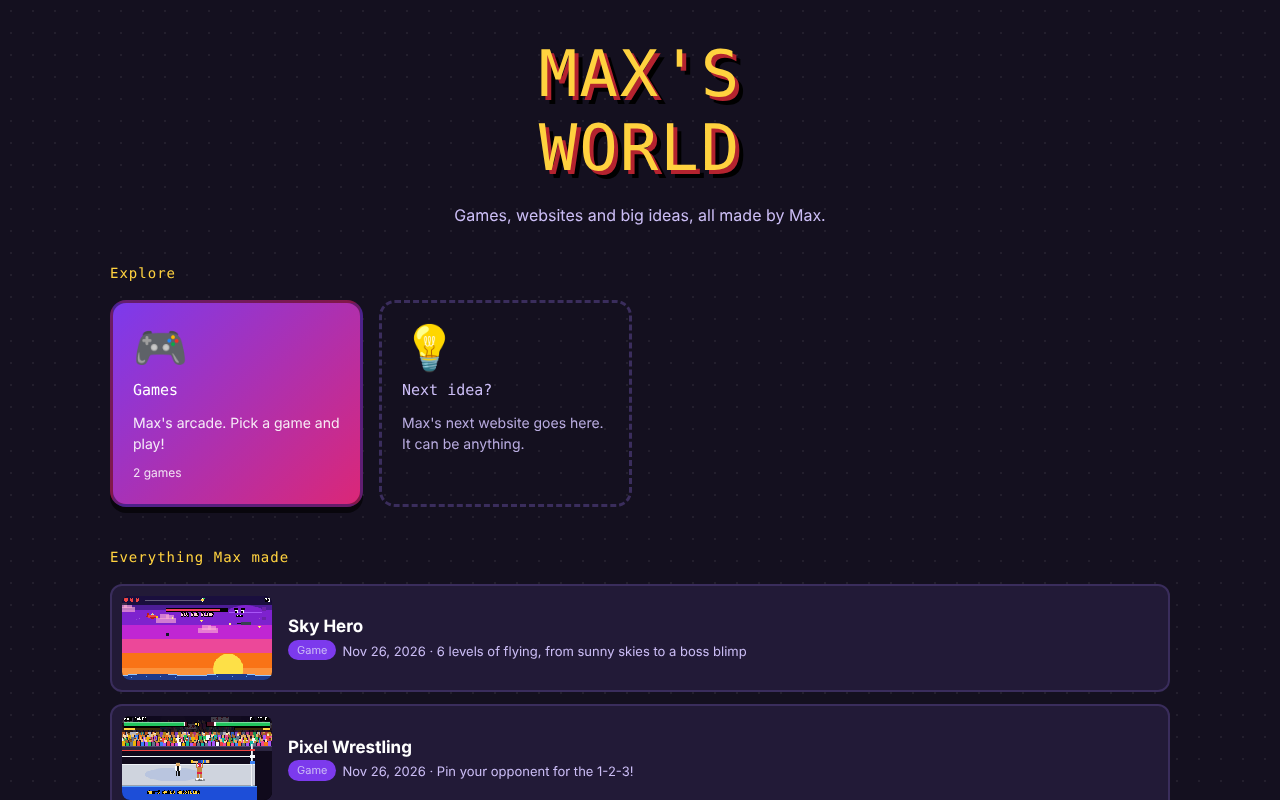 MAX'S
WORLD
Games, websites and big ideas, all made by Max.
Explore
Games
Max's arcade. Pick a game and
play!
2 games
Next idea?
Max's next website goes here.
It can be anything.
Everything Max made
Sky Hero
Game Nov 26, 2026 · 6 levels of flying, from sunny skies to a boss blimp
Pixel Wrestling
Game Nov 26, 2026 · Pin your opponent for the 1-2-3!